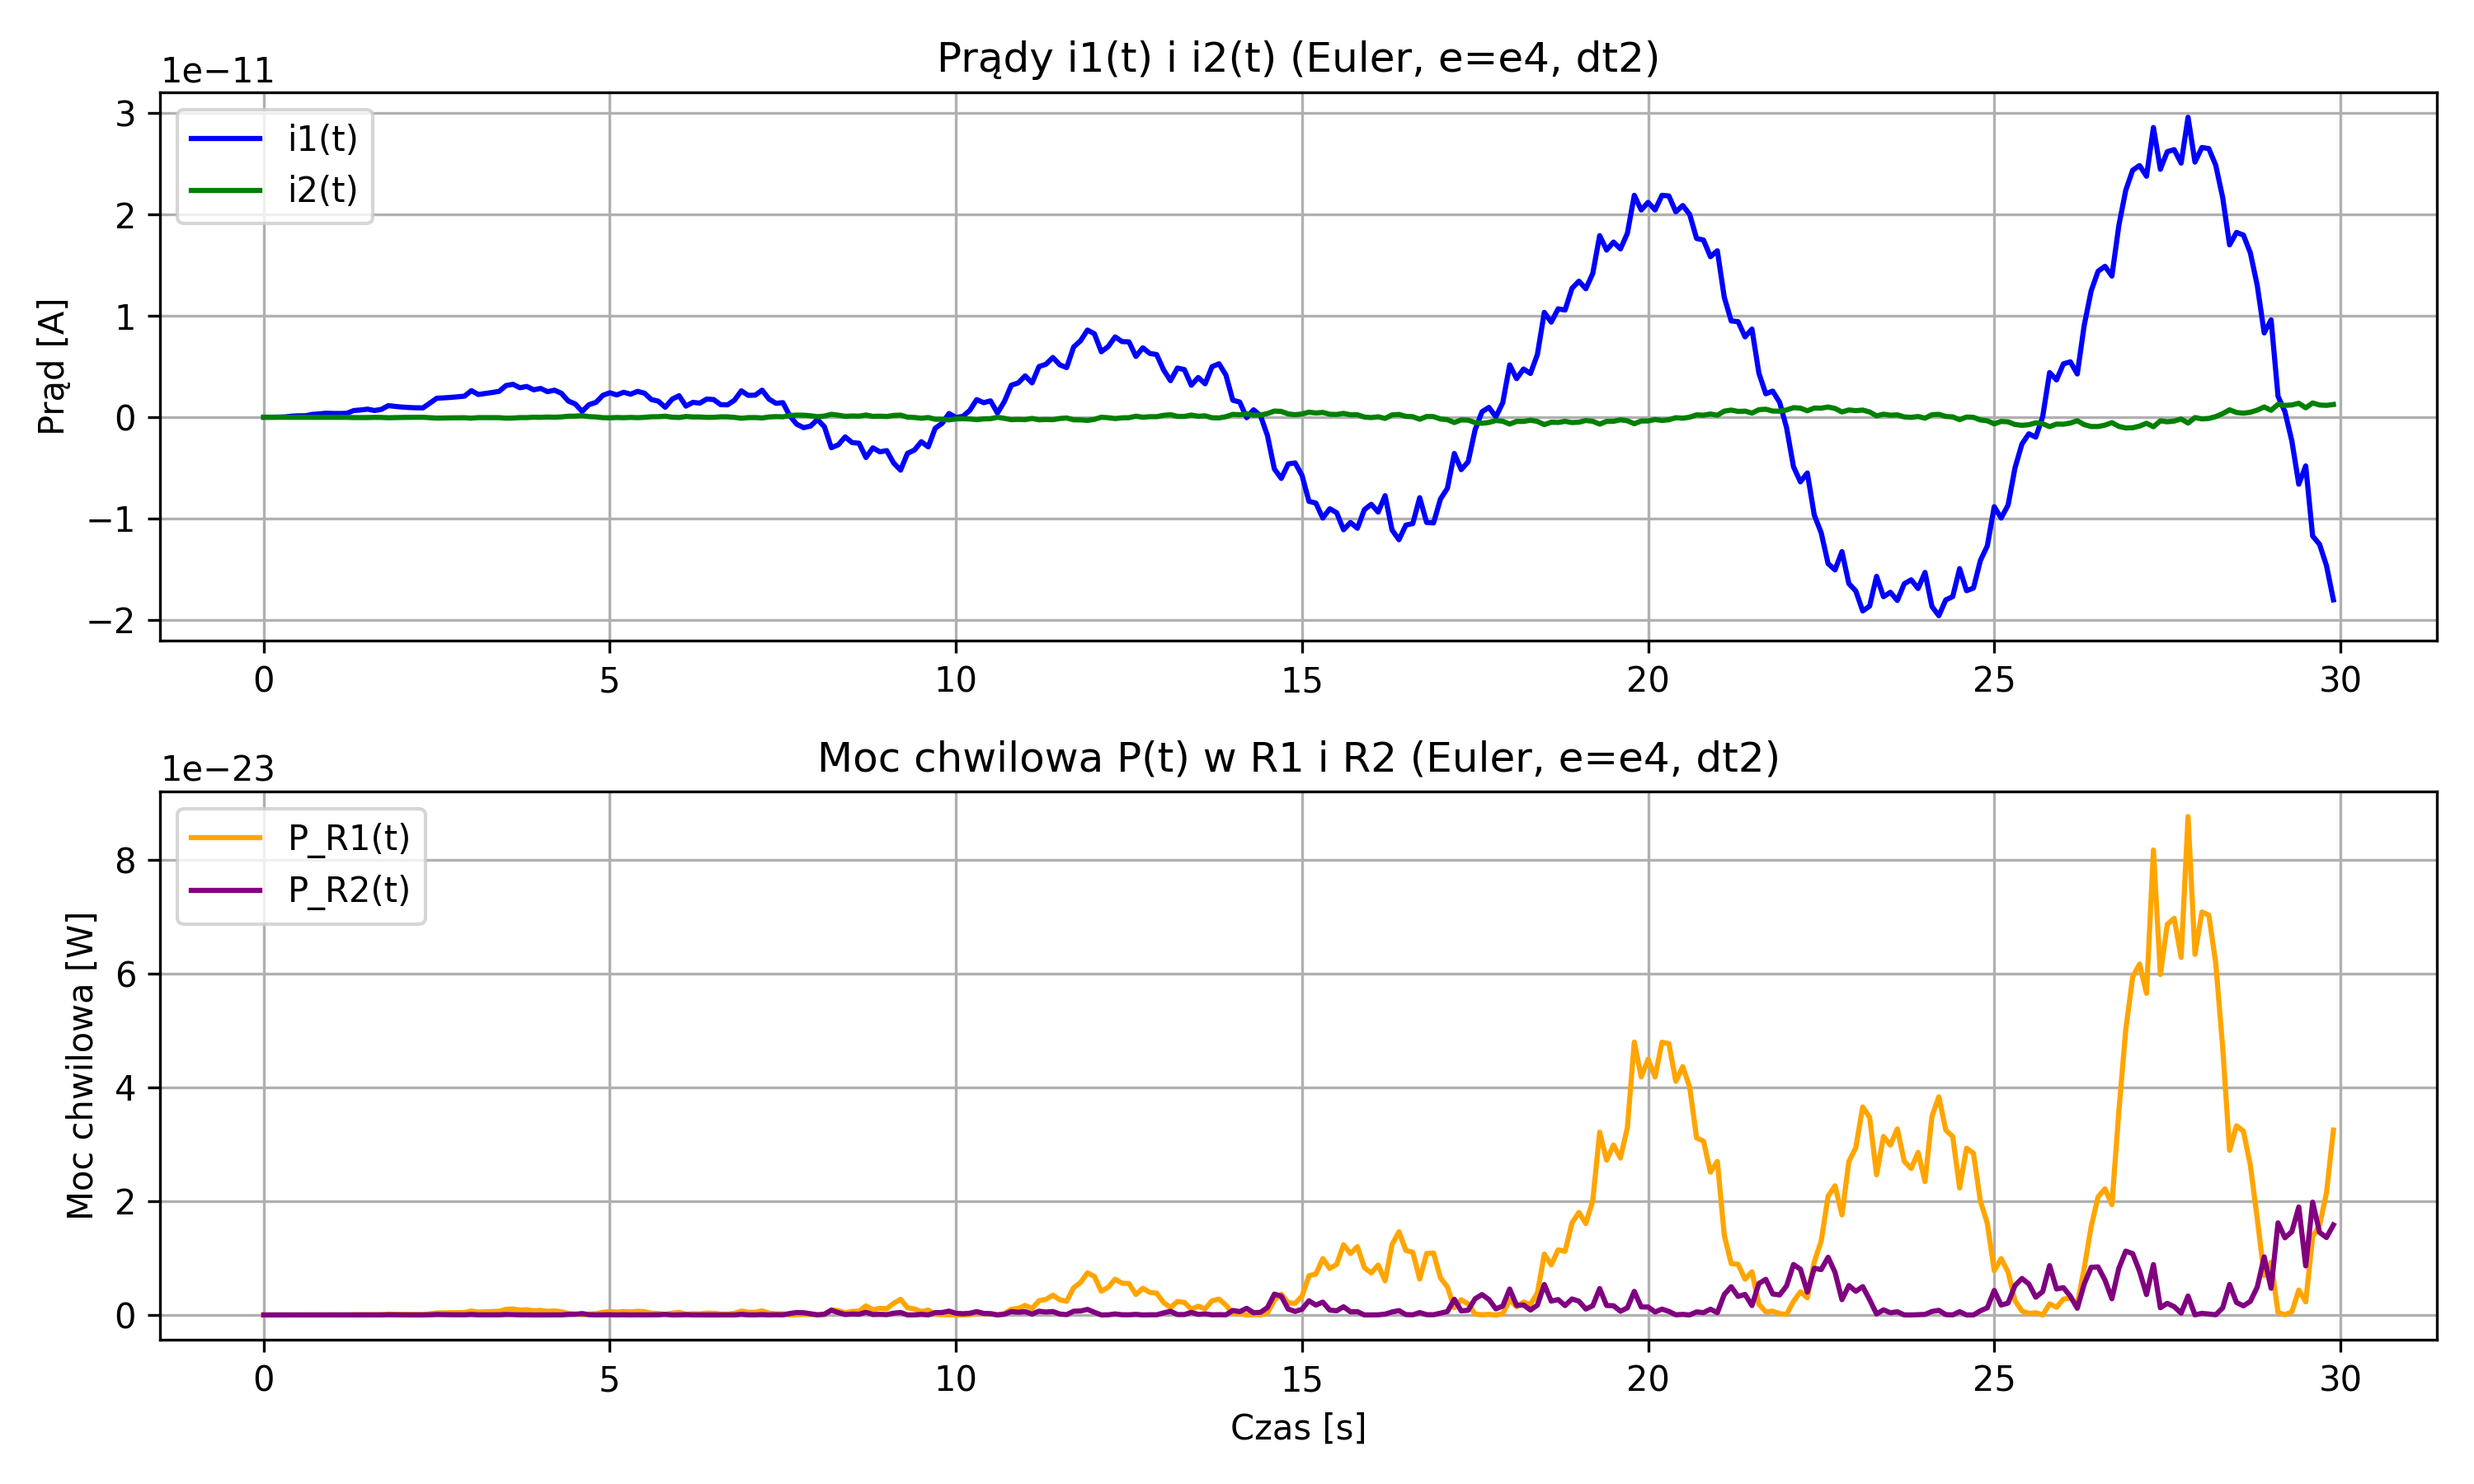 Prądy i1(t) i i2(t) (Euler, e=e4, dt2)
1e−11
3
2
1
0
−1
−2
Prąd [A]
i1(t)
i2(t)
0 5 10 15 20 25 30
Moc chwilowa P(t) w R1 i R2 (Euler, e=e4, dt2)
1e−23
8
6
4
2
0
Moc chwilowa [W]
P_R1(t)
P_R2(t)
0 5 10 15 20 25 30
Czas [s]